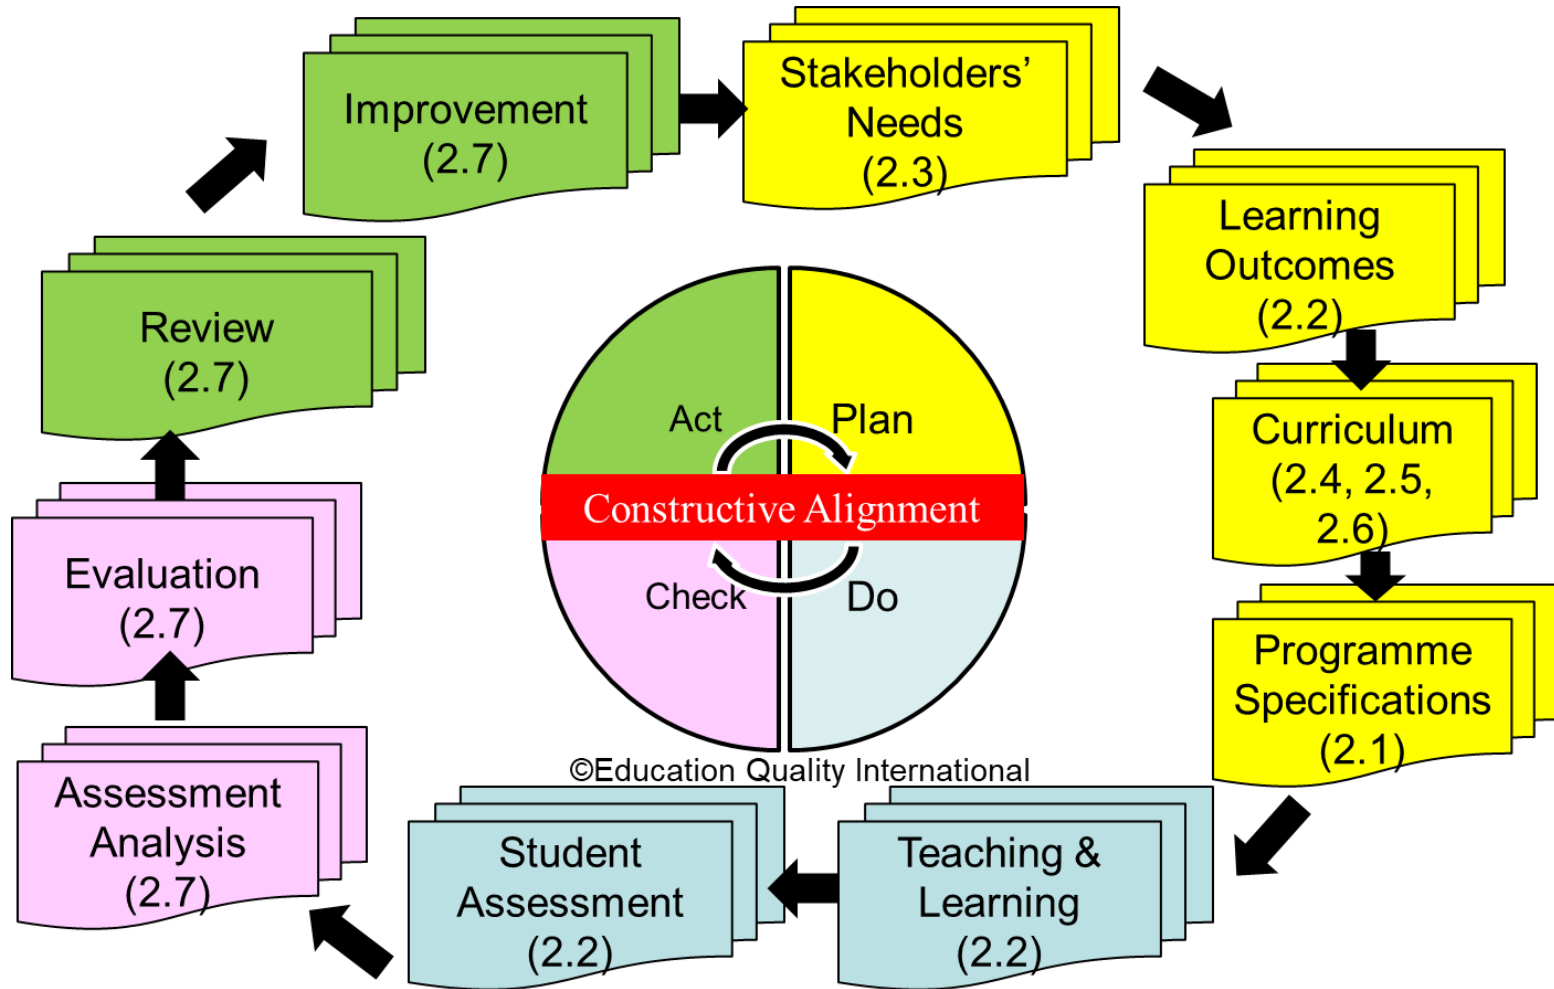 Improvement
(2.7)
Stakeholders’
Needs
(2.3)
Learning
Outcomes
(2.2)
Curriculum
(2.4, 2.5,
2.6)
Programme
Specifications
(2.1)
Teaching &
Learning
(2.2)
Student
Assessment
(2.2)
Assessment
Analysis
(2.7)
Evaluation
(2.7)
Review
(2.7)
Act
Plan
Constructive Alignment
Check
Do
©Education Quality International